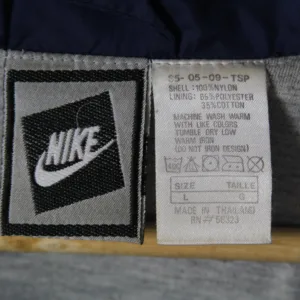 NIKE
95-05-09-TSP
SHELL: 100%NYLON
LINING: 65%POLYESTER
35%COTTON
MACHINE WASH WARM
WITH LIKE COLORS
TUMBLE DRY LOW
WARM IRON
(DO NOT IRON DESIGN)
SIZE TAILLE
L G
MADE IN THAILAND
RN# 56323